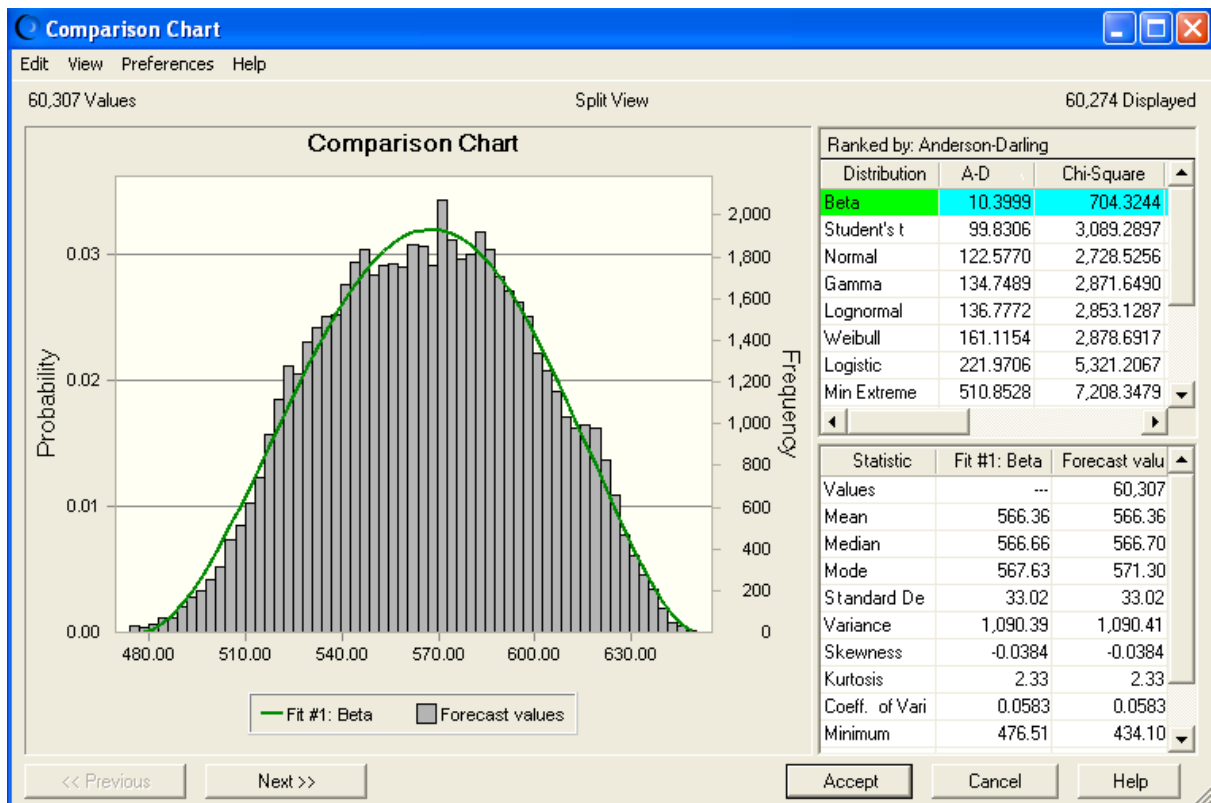 Comparison Chart
Edit View Preferences Help
60,307 Values Split View 60,274 Displayed
Comparison Chart
Probability
0.03
0.02
0.01
0.00
480.00 510.00 540.00 570.00 600.00 630.00
2,000
1,800
1,600
1,400
1,200
1,000
800
600
400
200
0
Frequency
Fit #1: Beta Forecast values
Ranked by: Anderson-Darling
Distribution A-D Chi-Square
Beta 10.3999 704.3244
Student's t 99.8306 3,089.2897
Normal 122.5770 2,728.5256
Gamma 134.7489 2,871.6490
Lognormal 136.7772 2,853.1287
Weibull 161.1154 2,878.6917
Logistic 221.9706 5,321.2067
Min Extreme 510.8528 7,208.3479
Statistic Fit #1: Beta Forecast valu
Values --- 60,307
Mean 566.36 566.36
Median 566.66 566.70
Mode 567.63 571.30
Standard De 33.02 33.02
Variance 1,090.39 1,090.41
Skewness -0.0384 -0.0384
Kurtosis 2.33 2.33
Coeff. of Vari 0.0583 0.0583
Minimum 476.51 434.10
<< Previous Next >> Accept Cancel Help